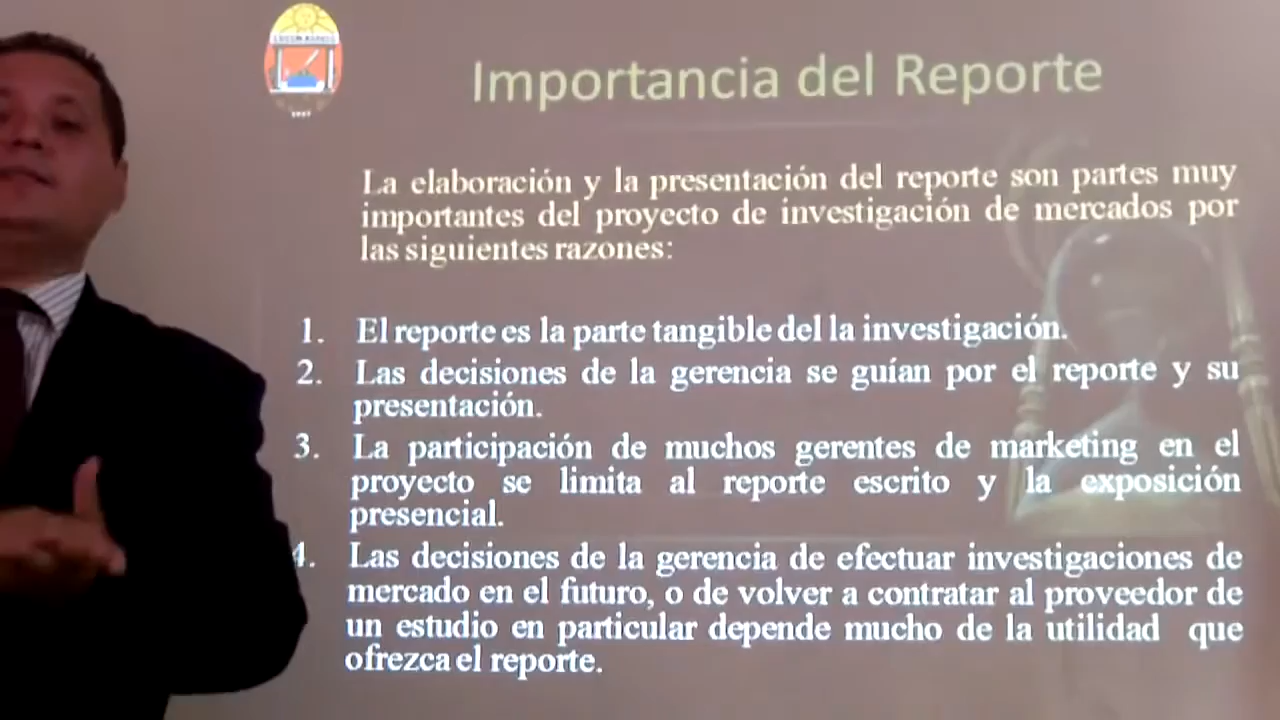 Importancia del Reporte
La elaboración y la presentación del reporte son partes muy
importantes del proyecto de investigación de mercados por
las siguientes razones:
1. El reporte es la parte tangible del la investigación.
2. Las decisiones de la gerencia se guían por el reporte y su
presentación.
3. La participación de muchos gerentes de marketing en el
proyecto se limita al reporte escrito y la exposición
presencial.
4. Las decisiones de la gerencia de efectuar investigaciones de
mercado en el futuro, o de volver a contratar al proveedor de
un estudio en particular depende mucho de la utilidad que
ofrezca el reporte.